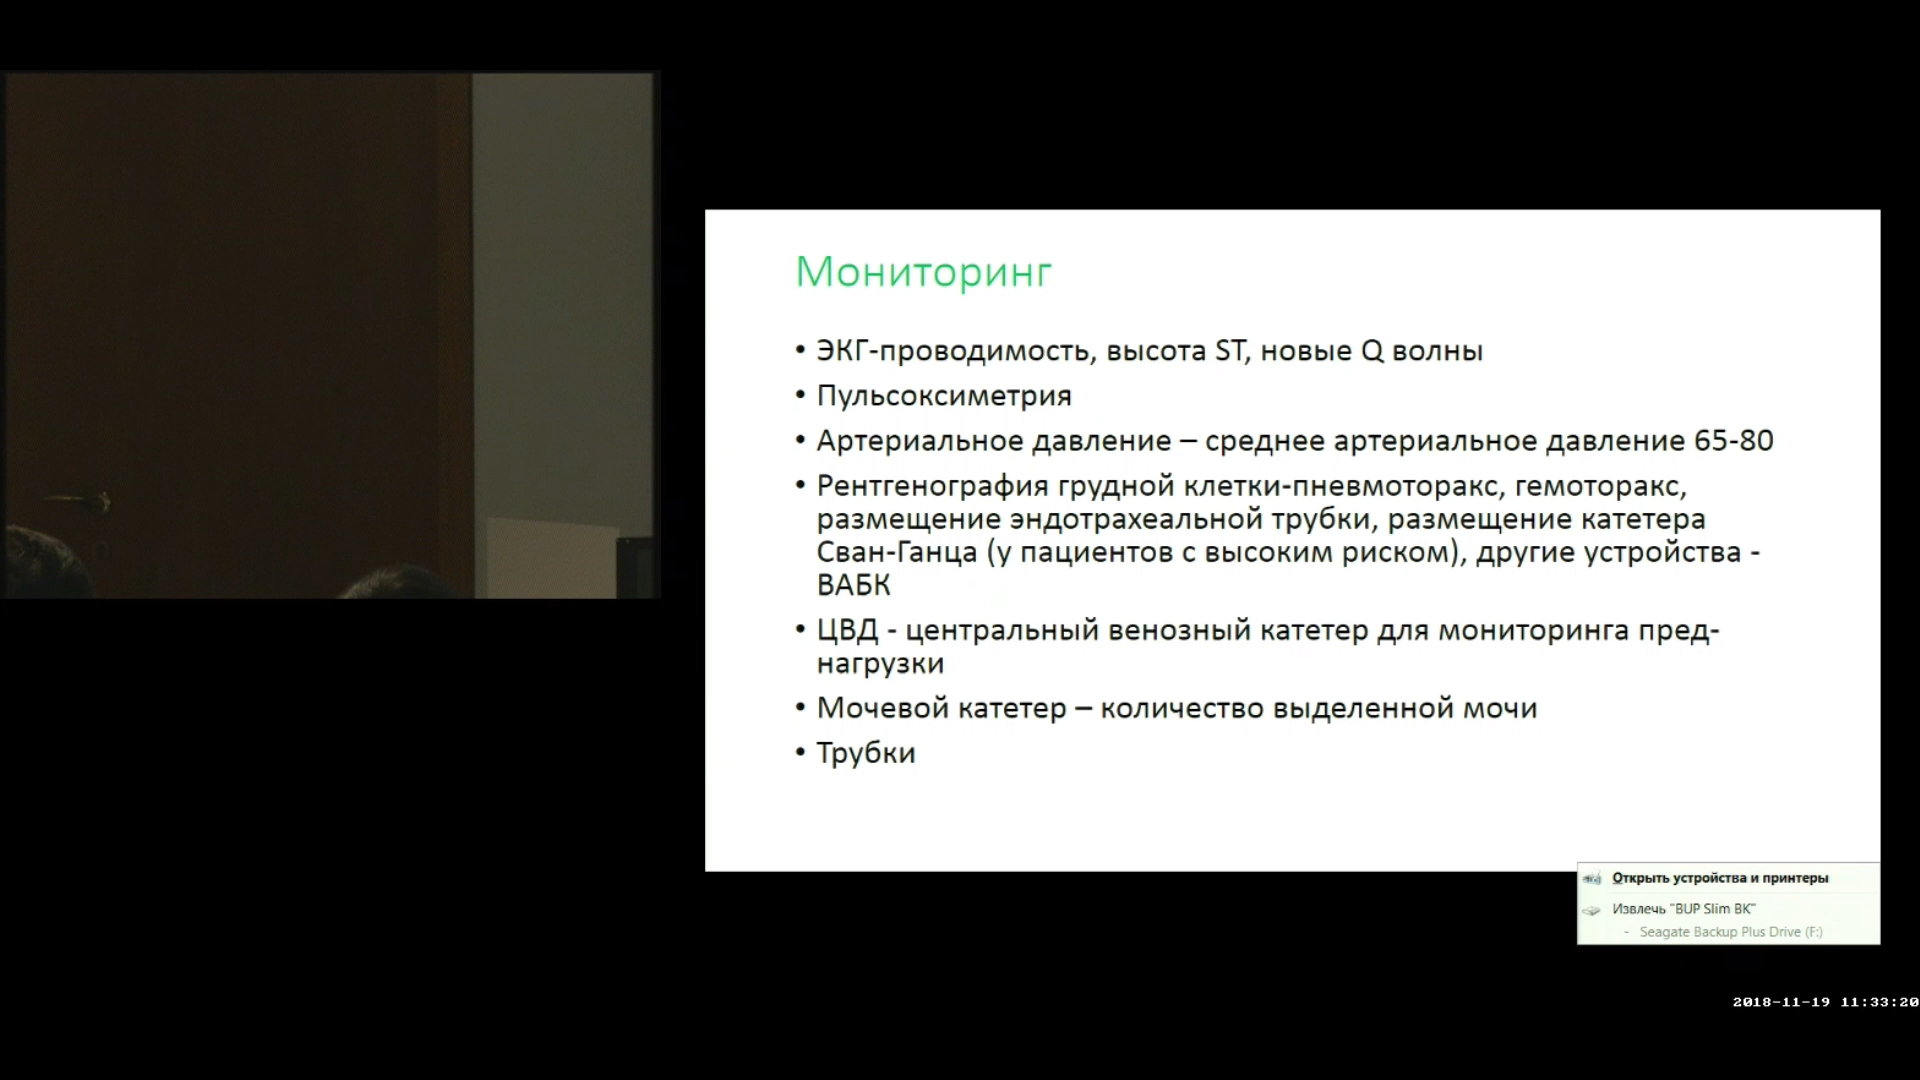 Мониторинг
• ЭКГ-проводимость, высота ST, новые Q волны
• Пульсоксиметрия
• Артериальное давление – среднее артериальное давление 65-80
• Рентгенография грудной клетки-пневмоторакс, гемоторакс,
размещение эндотрахеальной трубки, размещение катетера
Сван-Ганца (у пациентов с высоким риском), другие устройства -
ВАБК
• ЦВД - центральный венозный катетер для мониторинга пред-
нагрузки
• Мочевой катетер – количество выделенной мочи
• Трубки
Открыть устройства и принтеры
Извлечь "BUP Slim BK"
- Seagate Backup Plus Drive (F:)
2018-11-19 11:33:20